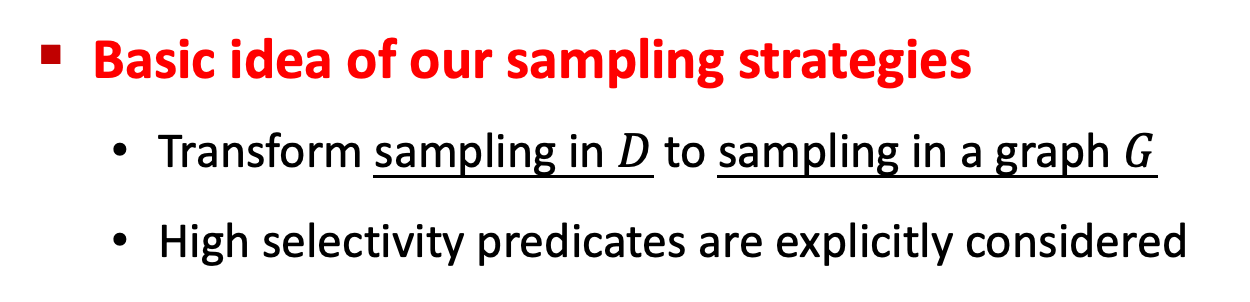 ▪ Basic idea of our sampling strategies
• Transform sampling in D to sampling in a graph G
• High selectivity predicates are explicitly considered